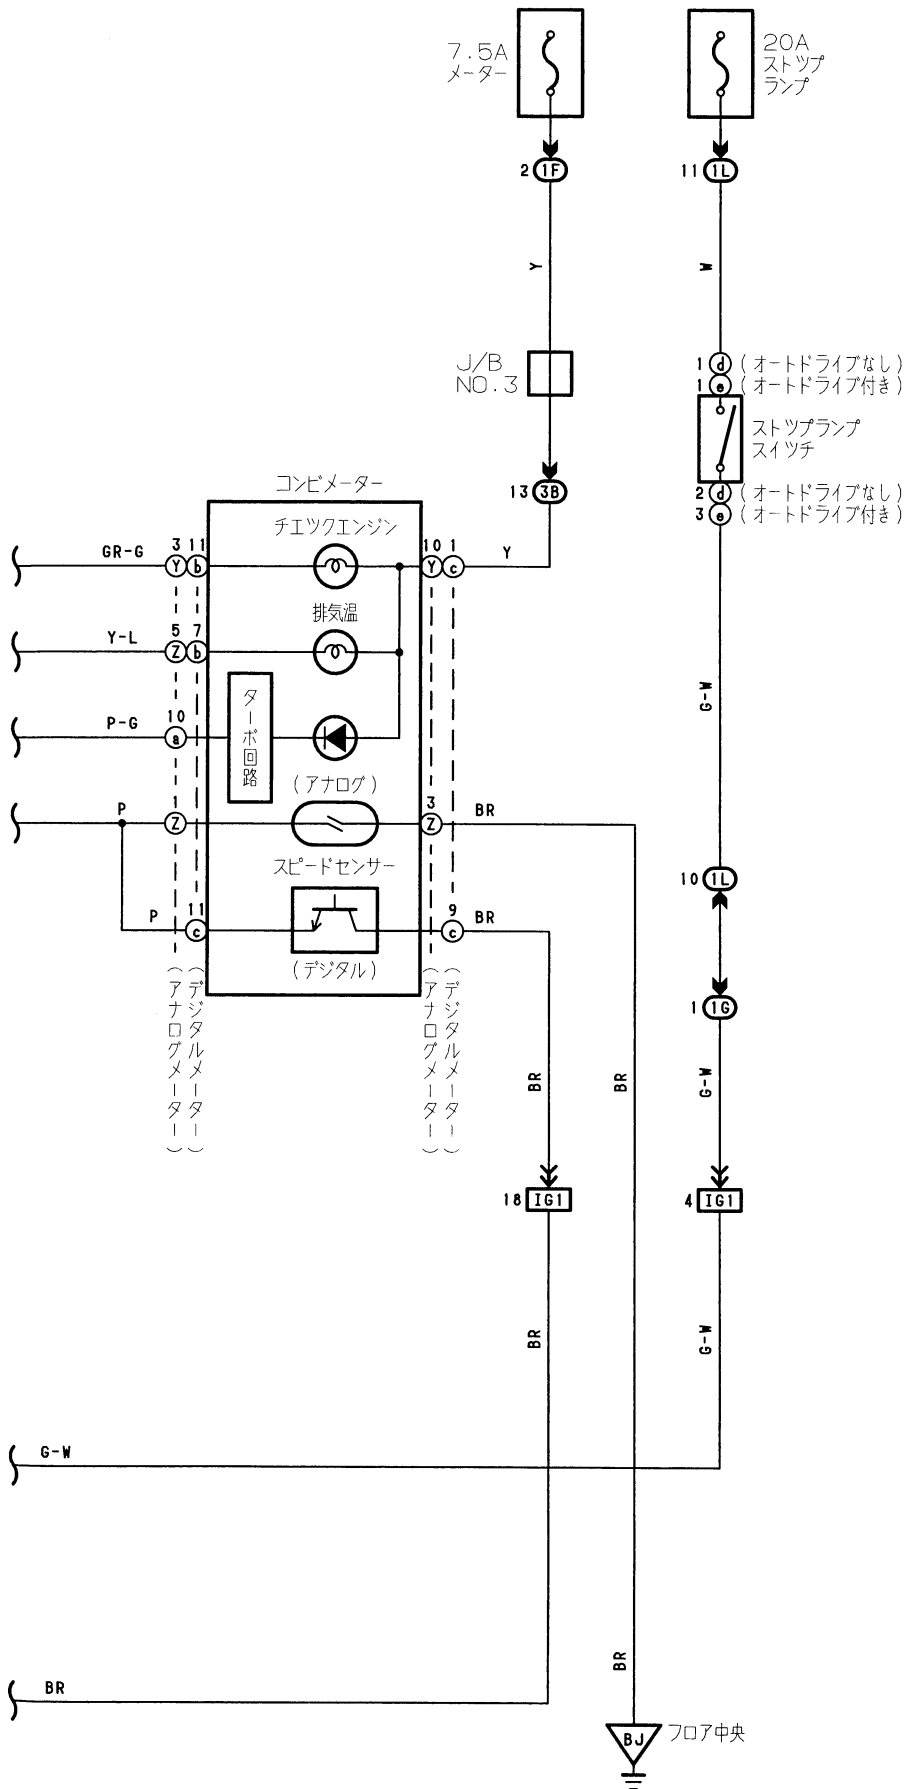 7.5A
メーター
20A
ストツプ
ランプ
2 1F
11 1L
Y
W
J/B
NO.3
1 d (オートドライブなし)
1 e (オートドライブ付き)
ストツプランプ
スイツチ
2 d (オートドライブなし)
3 e (オートドライブ付き)
13 3B
コンビメーター
チエツクエンジン
GR-G
3 11
Y b
10 1
Y c
Y
排気温
Y-L
5 7
Z b
G-W
P-G
10
a
ターボ回路
(アナログ)
P
1
Z
3
Z
BR
スピードセンサー
10 1L
P
11
c
9
c
BR
(デジタル)
(アナログメーター)
(デジタルメーター)
(アナログメーター)
(デジタルメーター)
1 1G
BR
BR
G-W
18 IG1
4 IG1
BR
G-W
G-W
BR
BR
BJ
フロア中央